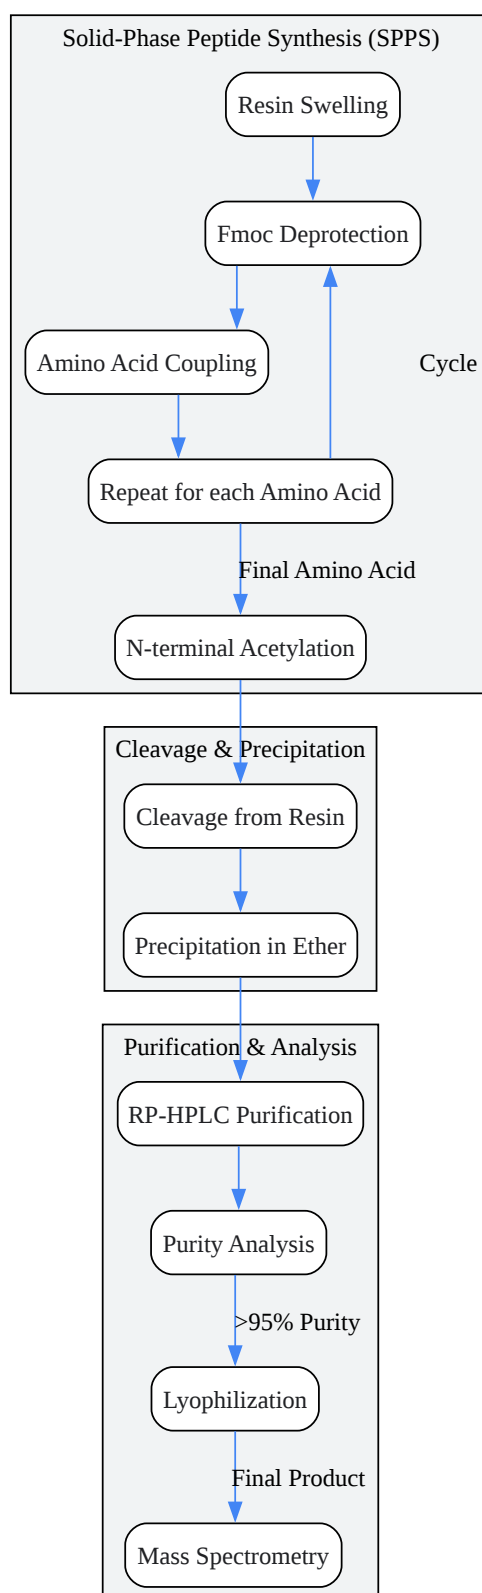 Solid-Phase Peptide Synthesis (SPPS)
Resin Swelling
Fmoc Deprotection
Amino Acid Coupling
Cycle
Repeat for each Amino Acid
Final Amino Acid
N-terminal Acetylation
Cleavage & Precipitation
Cleavage from Resin
Precipitation in Ether
Purification & Analysis
RP-HPLC Purification
Purity Analysis
>95% Purity
Lyophilization
Final Product
Mass Spectrometry